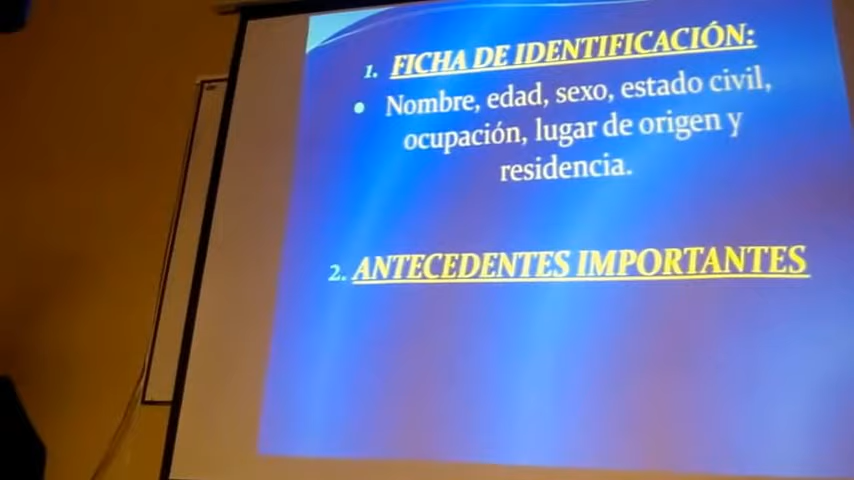 1. FICHA DE IDENTIFICACIÓN:
• Nombre, edad, sexo, estado civil,
ocupación, lugar de origen y
residencia.
2. ANTECEDENTES IMPORTANTES